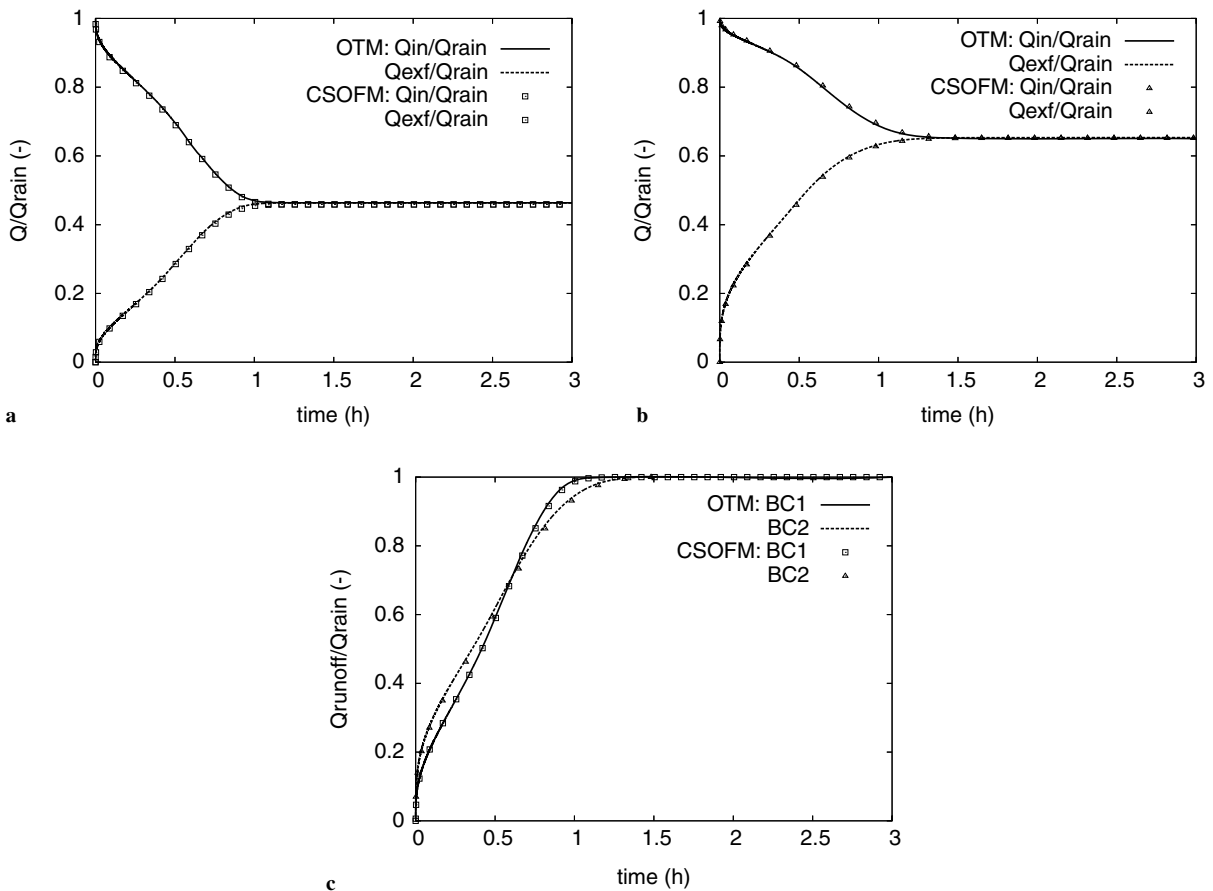 1
0.8
0.6
0.4
0.2
0
Q/Qrain (-)
OTM: Qin/Qrain
Qexf/Qrain
CSOFM: Qin/Qrain
Qexf/Qrain
0 0.5 1 1.5 2 2.5 3
time (h)
a
1
0.8
0.6
0.4
0.2
0
Q/Qrain (-)
OTM: Qin/Qrain
Qexf/Qrain
CSOFM: Qin/Qrain
Qexf/Qrain
0 0.5 1 1.5 2 2.5 3
time (h)
b
1
0.8
0.6
0.4
0.2
0
Qrunoff/Qrain (-)
OTM: BC1
BC2
CSOFM: BC1
BC2
0 0.5 1 1.5 2 2.5 3
time (h)
c